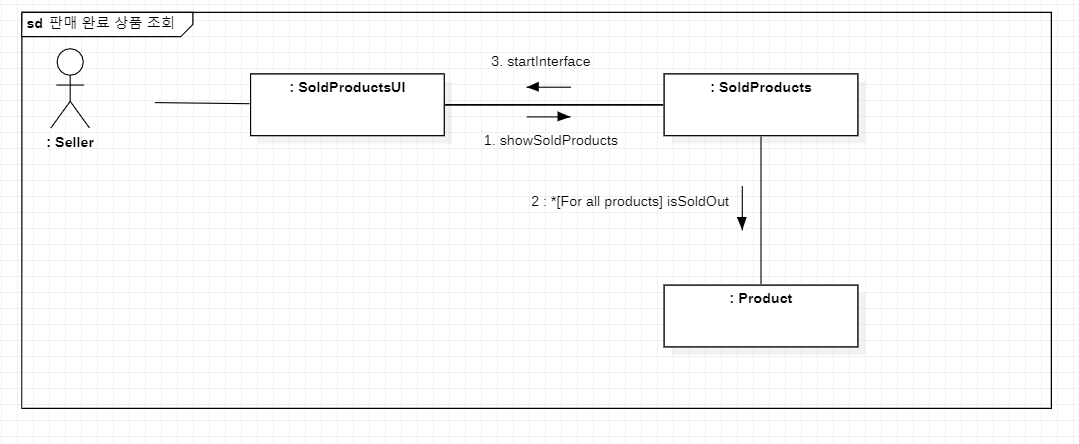 sd 판매 완료 상품 조회
3. startInterface
: SoldProductsUI
: SoldProducts
: Seller
1. showSoldProducts
2 : *[For all products] isSoldOut
: Product